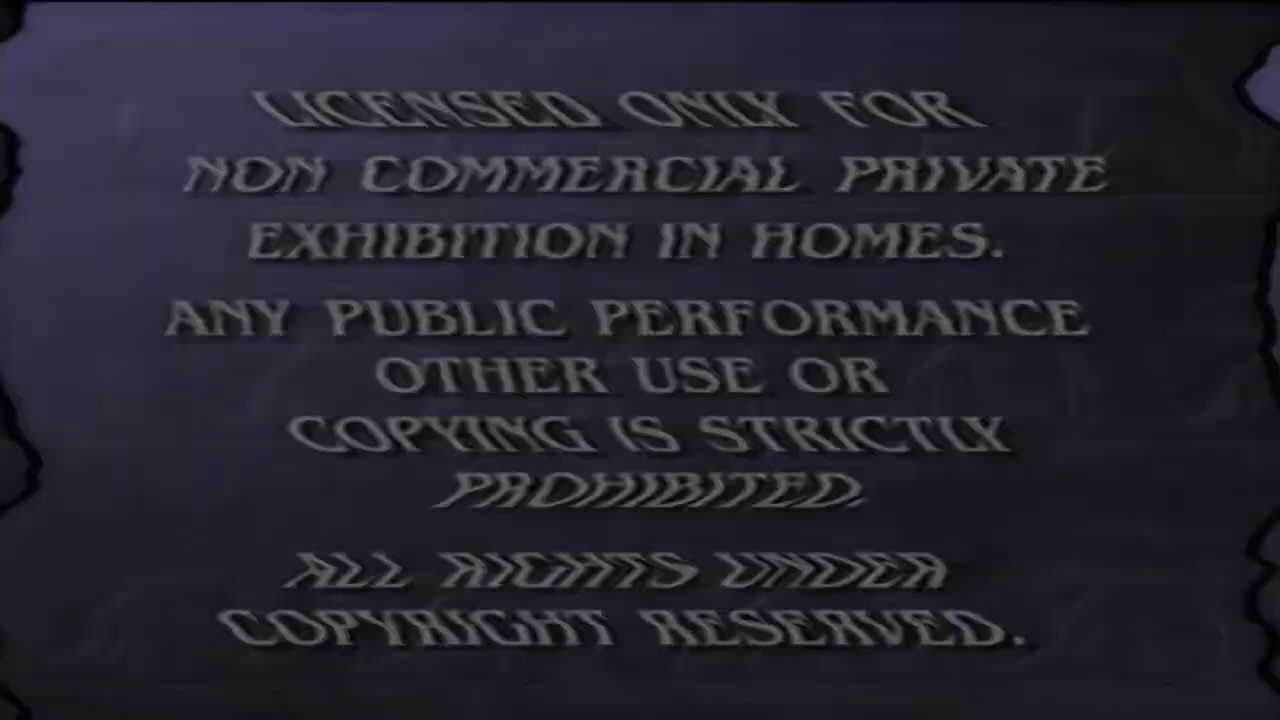 LICENSED ONLY FOR
NON COMMERCIAL PRIVATE
EXHIBITION IN HOMES.
ANY PUBLIC PERFORMANCE
OTHER USE OR
COPYING IS STRICTLY
PROHIBITED.
ALL RIGHTS UNDER
COPYRIGHT RESERVED.